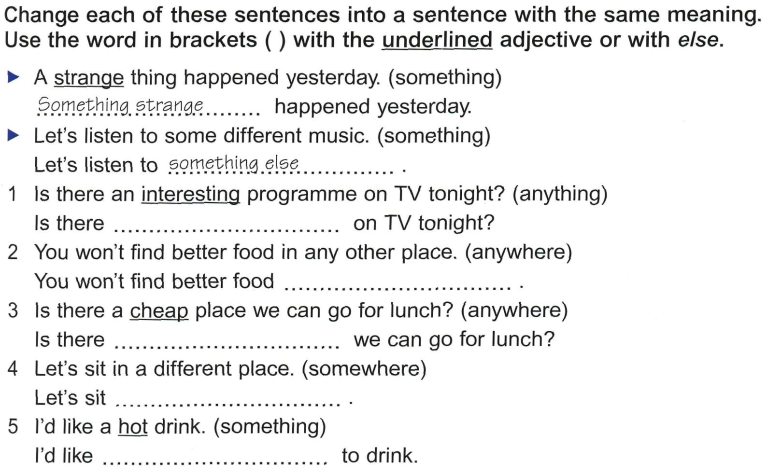 Change each of these sentences into a sentence with the same meaning.
Use the word in brackets ( ) with the underlined adjective or with else.
► A strange thing happened yesterday. (something)
Something strange........ happened yesterday.
► Let's listen to some different music. (something)
Let's listen to something else.............. .
1 Is there an interesting programme on TV tonight? (anything)
Is there ................................ on TV tonight?
2 You won't find better food in any other place. (anywhere)
You won't find better food ................................ .
3 Is there a cheap place we can go for lunch? (anywhere)
Is there ................................ we can go for lunch?
4 Let's sit in a different place. (somewhere)
Let's sit ................................ .
5 I'd like a hot drink. (something)
I'd like ................................ to drink.